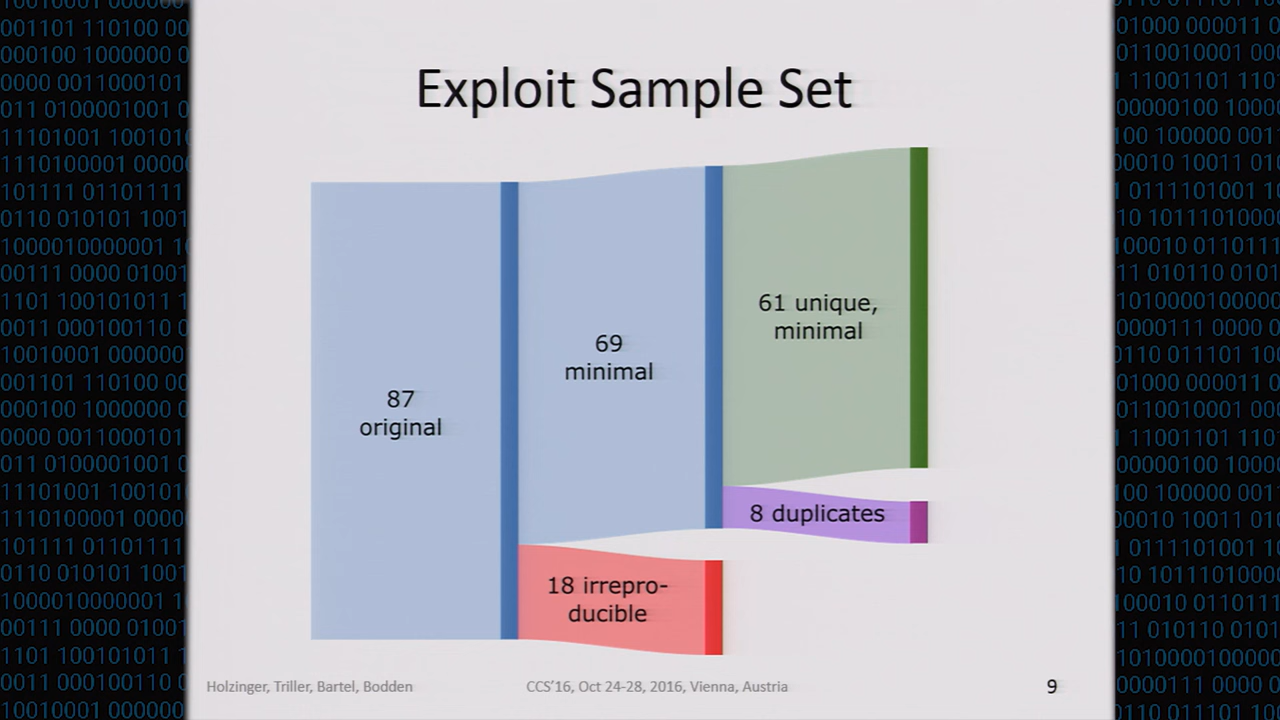 Exploit Sample Set
87
original
69
minimal
61 unique,
minimal
8 duplicates
18 irrepro-
ducible
Holzinger, Triller, Bartel, Bodden
CCS'16, Oct 24-28, 2016, Vienna, Austria
9